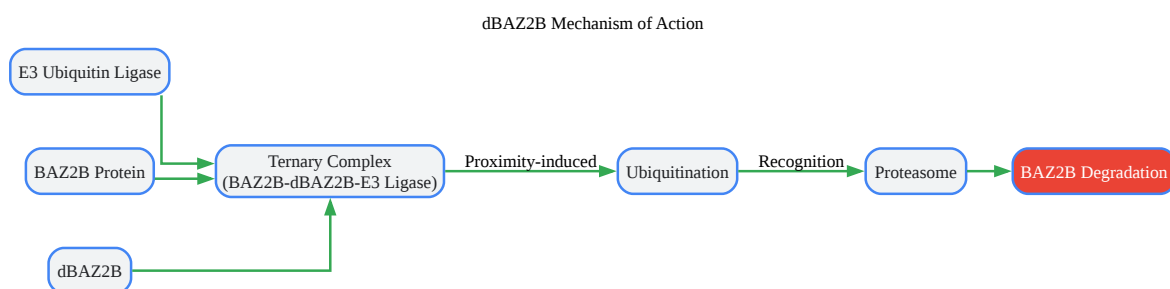 dBAZ2B Mechanism of Action
E3 Ubiquitin Ligase
BAZ2B Protein
dBAZ2B
Ternary Complex
(BAZ2B-dBAZ2B-E3 Ligase)
Proximity-induced
Ubiquitination
Recognition
Proteasome
BAZ2B Degradation